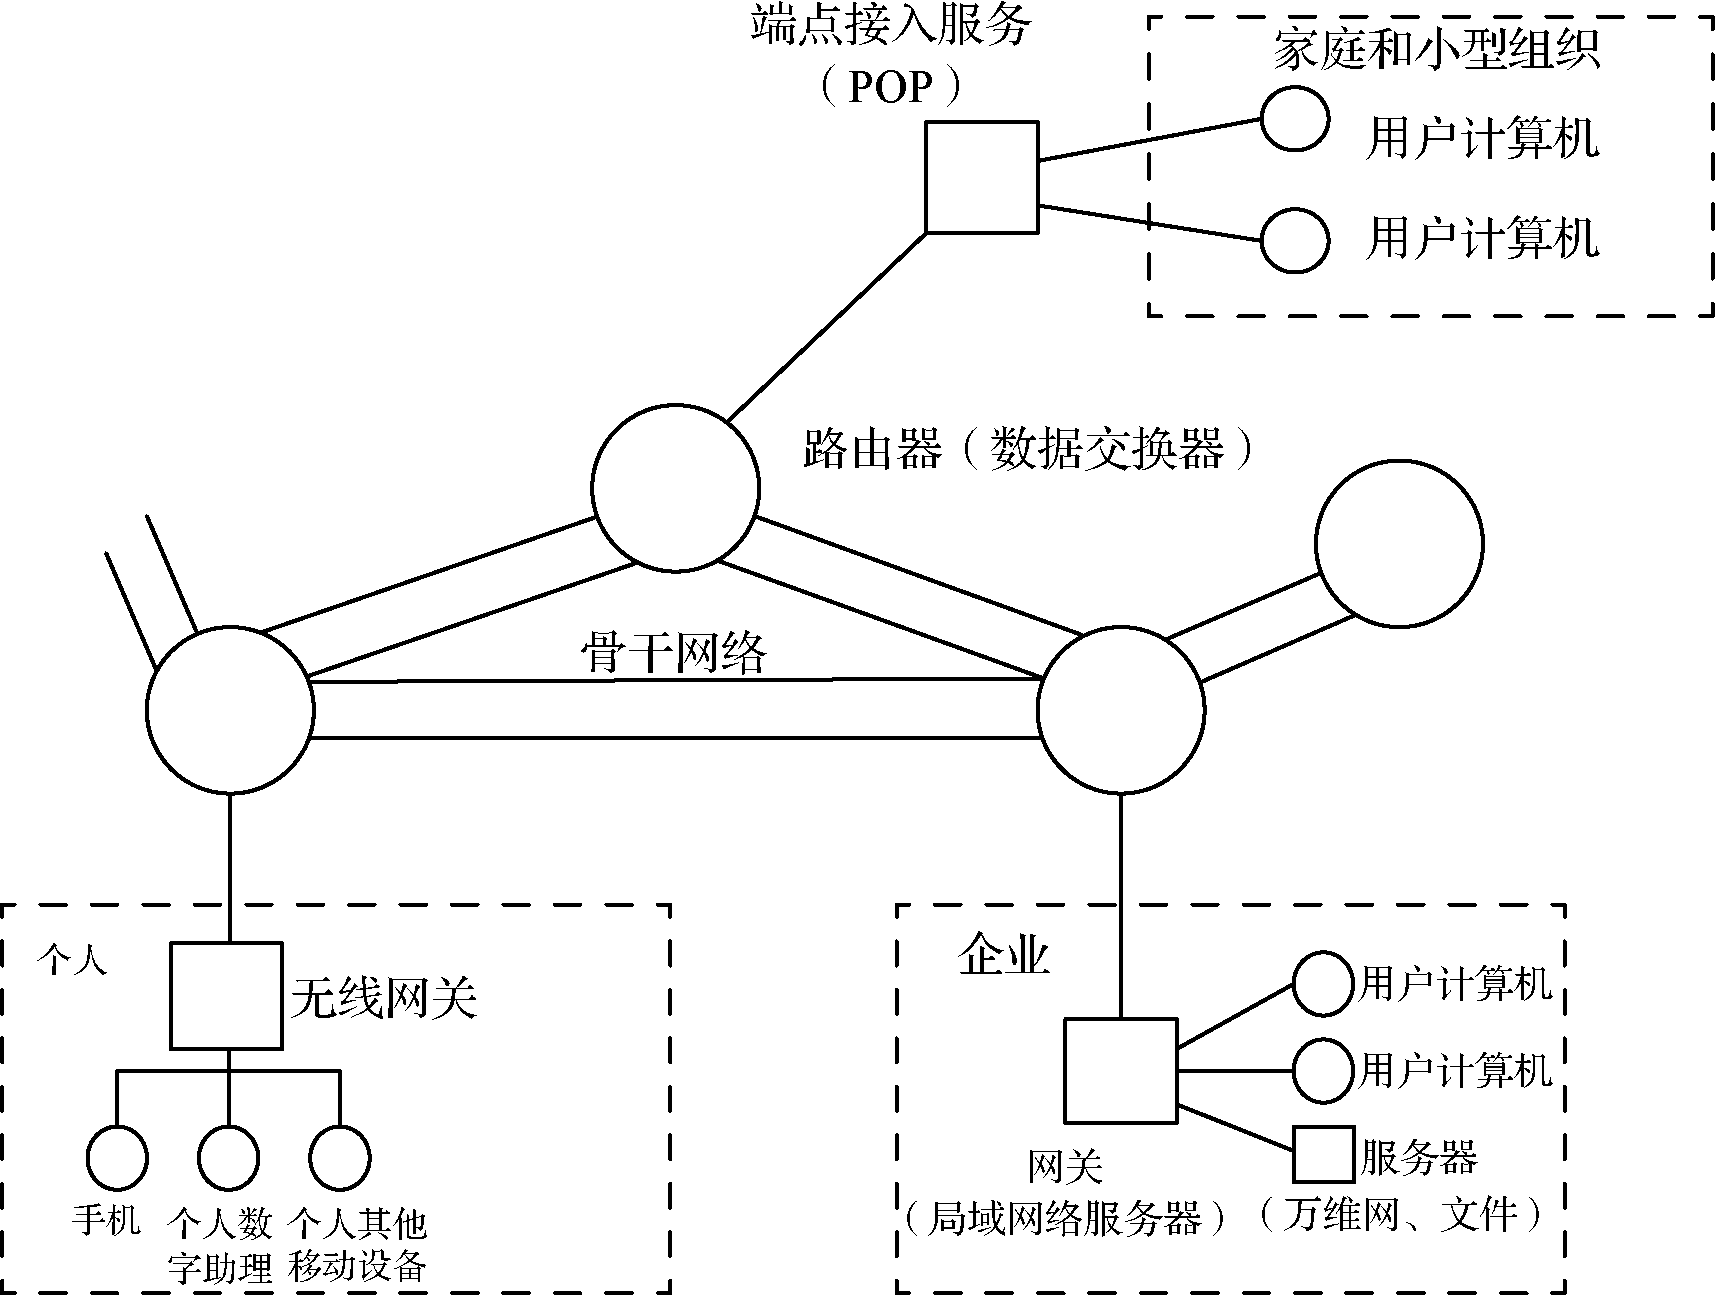 端点接入服务
（POP）
家庭和小型组织
用户计算机
用户计算机
路由器（数据交换器）
骨干网络
个人
无线网关
手机
个人数
字助理
个人其他
移动设备
企业
用户计算机
用户计算机
服务器
（万维网、文件）
网关
（局域网络服务器）